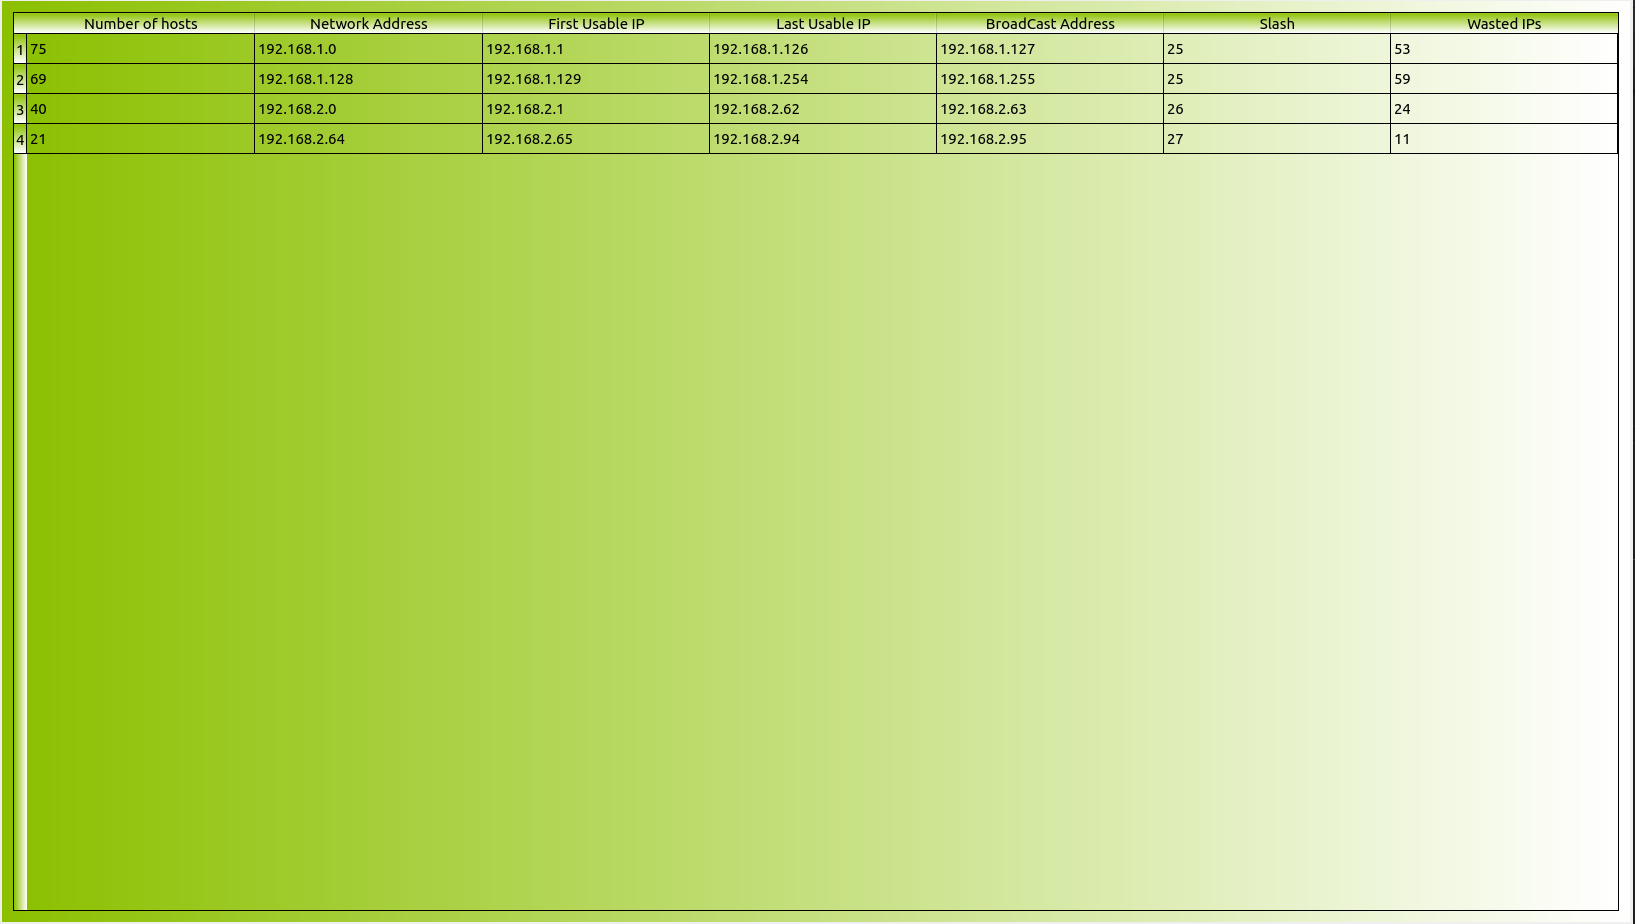 Number of hosts Network Address First Usable IP Last Usable IP BroadCast Address Slash Wasted IPs
1 75 192.168.1.0 192.168.1.1 192.168.1.126 192.168.1.127 25 53
2 69 192.168.1.128 192.168.1.129 192.168.1.254 192.168.1.255 25 59
3 40 192.168.2.0 192.168.2.1 192.168.2.62 192.168.2.63 26 24
4 21 192.168.2.64 192.168.2.65 192.168.2.94 192.168.2.95 27 11